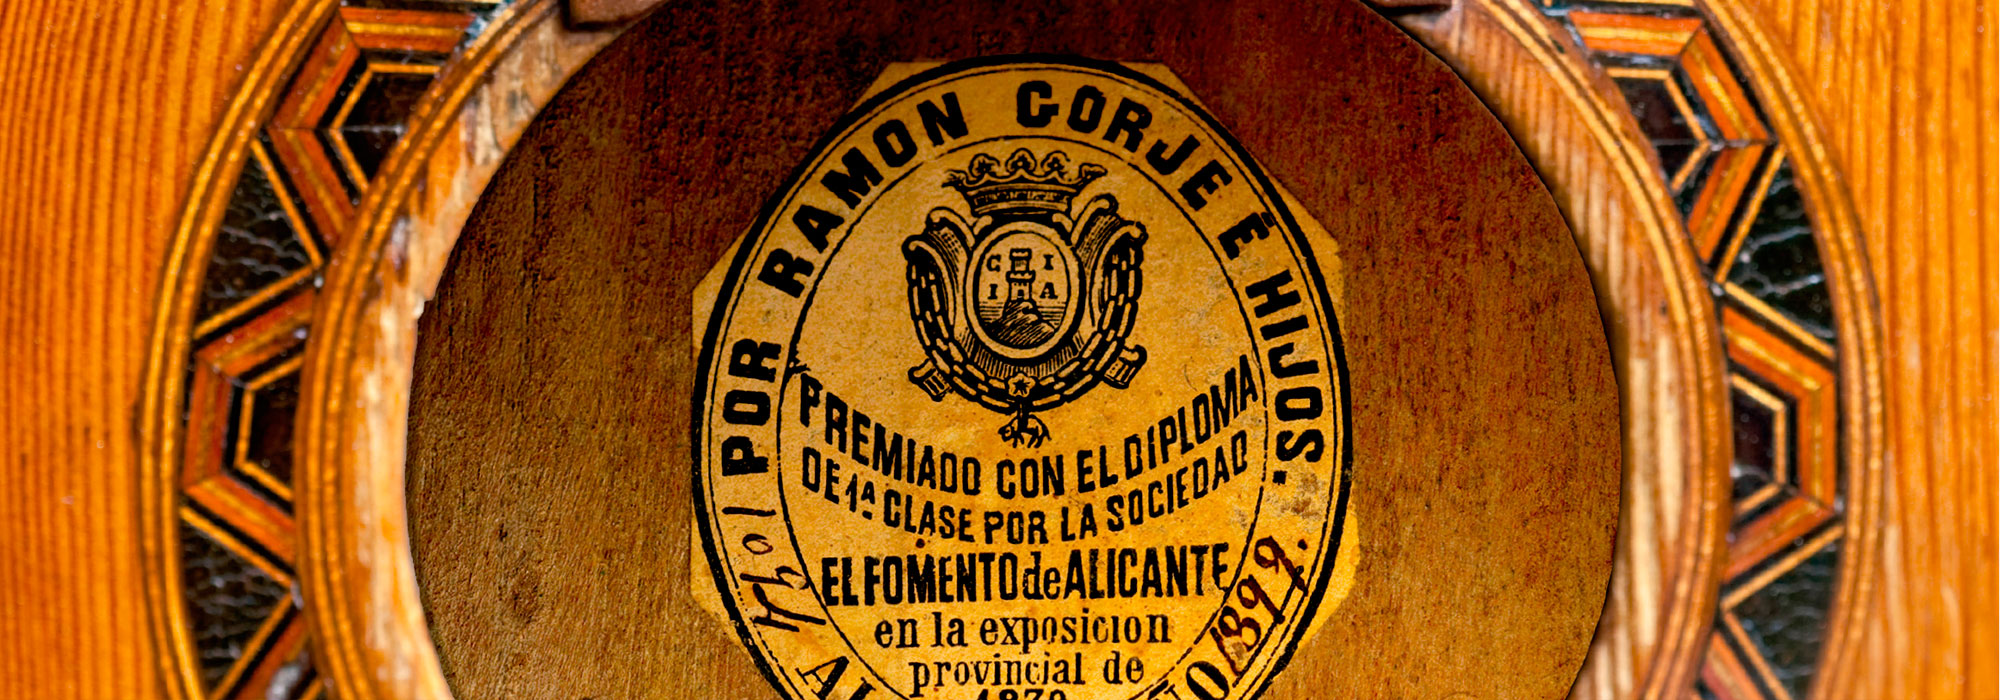 POR RAMON GORJE É HIJOS.
C I
I A
PREMIADO CON EL DIPLOMA
DE 1ª CLASE POR LA SOCIEDAD
EL FOMENTO de ALICANTE
en la exposicion
provincial de
1899.